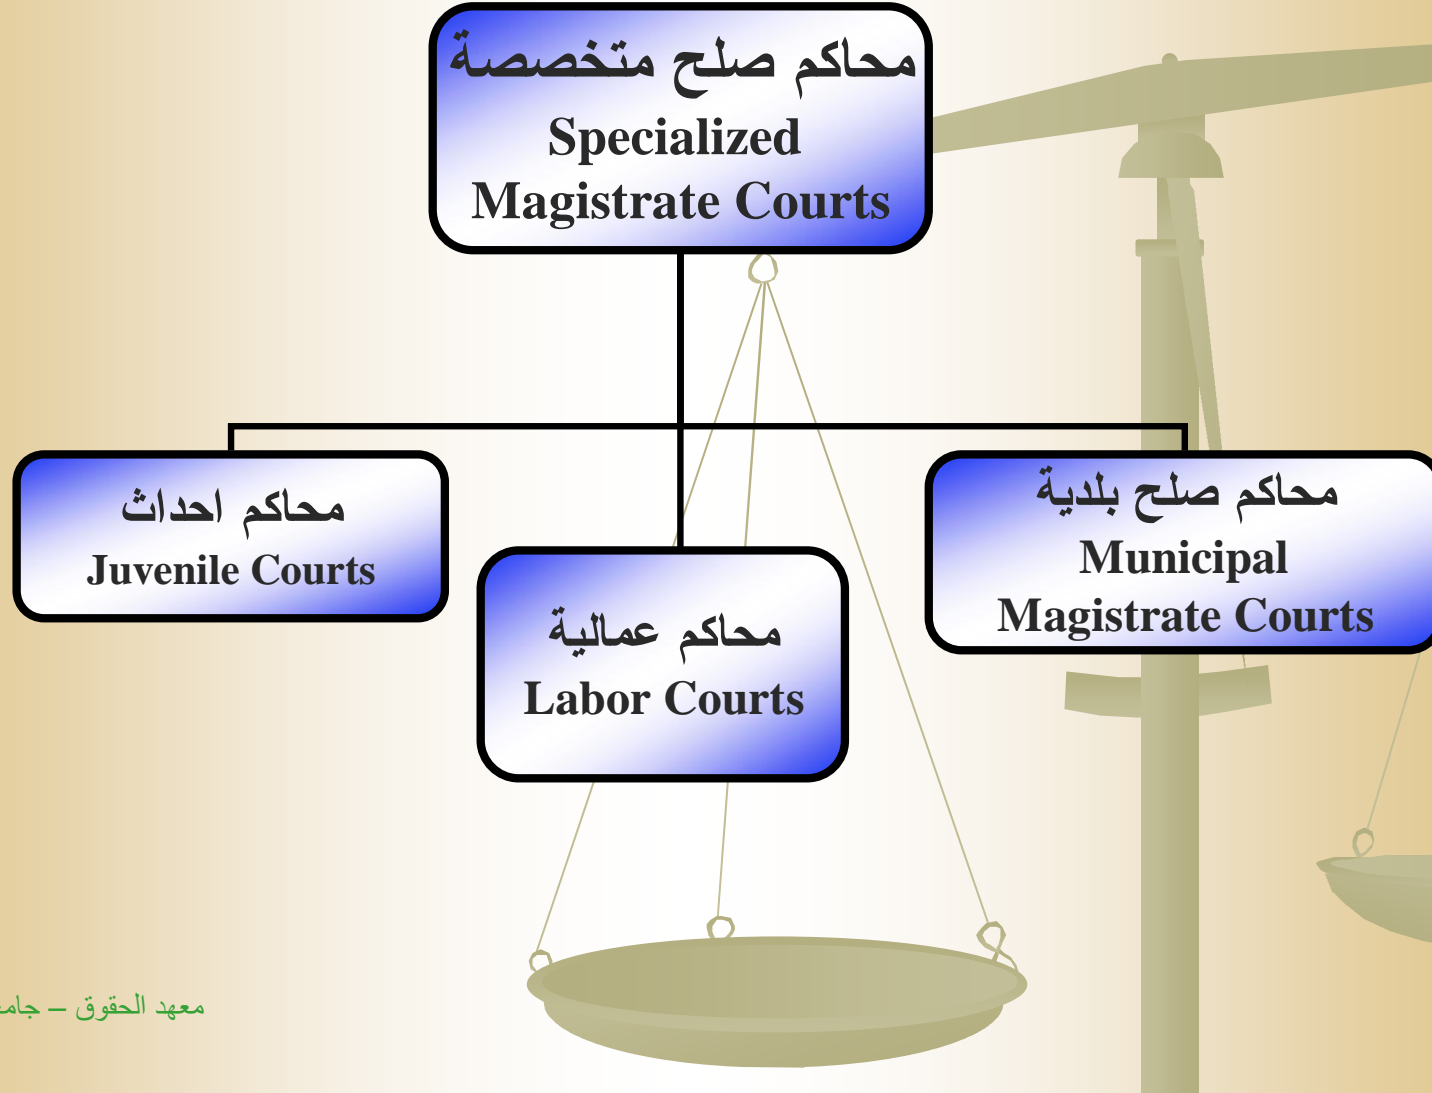 محاكم صلح متخصصة
Specialized
Magistrate Courts
محاكم احداث
Juvenile Courts
محاكم عمالية
Labor Courts
محاكم صلح بلدية
Municipal
Magistrate Courts
معهد الحقوق –